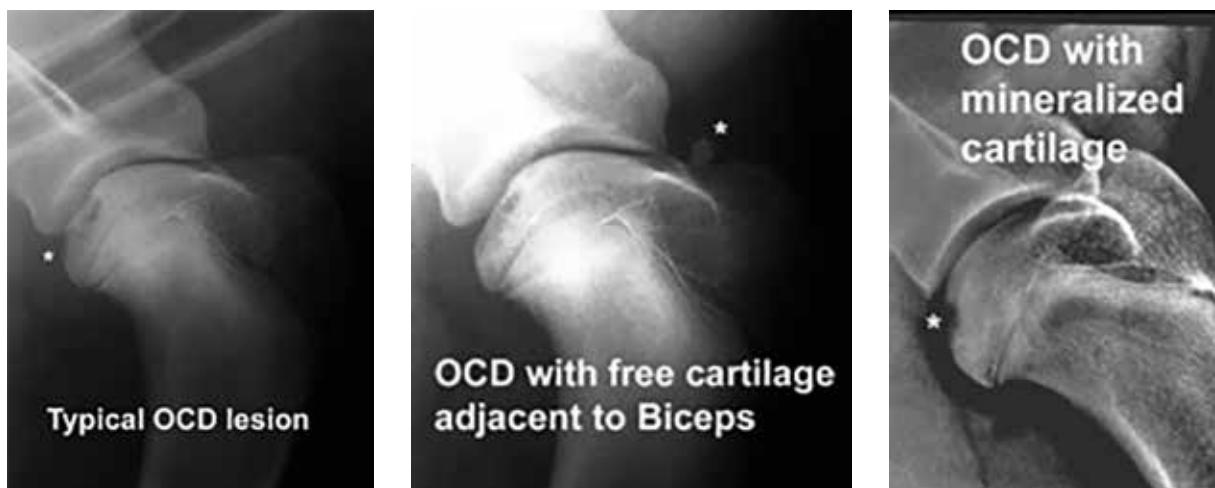 Typical OCD lesion
OCD with free cartilage
adjacent to Biceps
OCD with
mineralized
cartilage